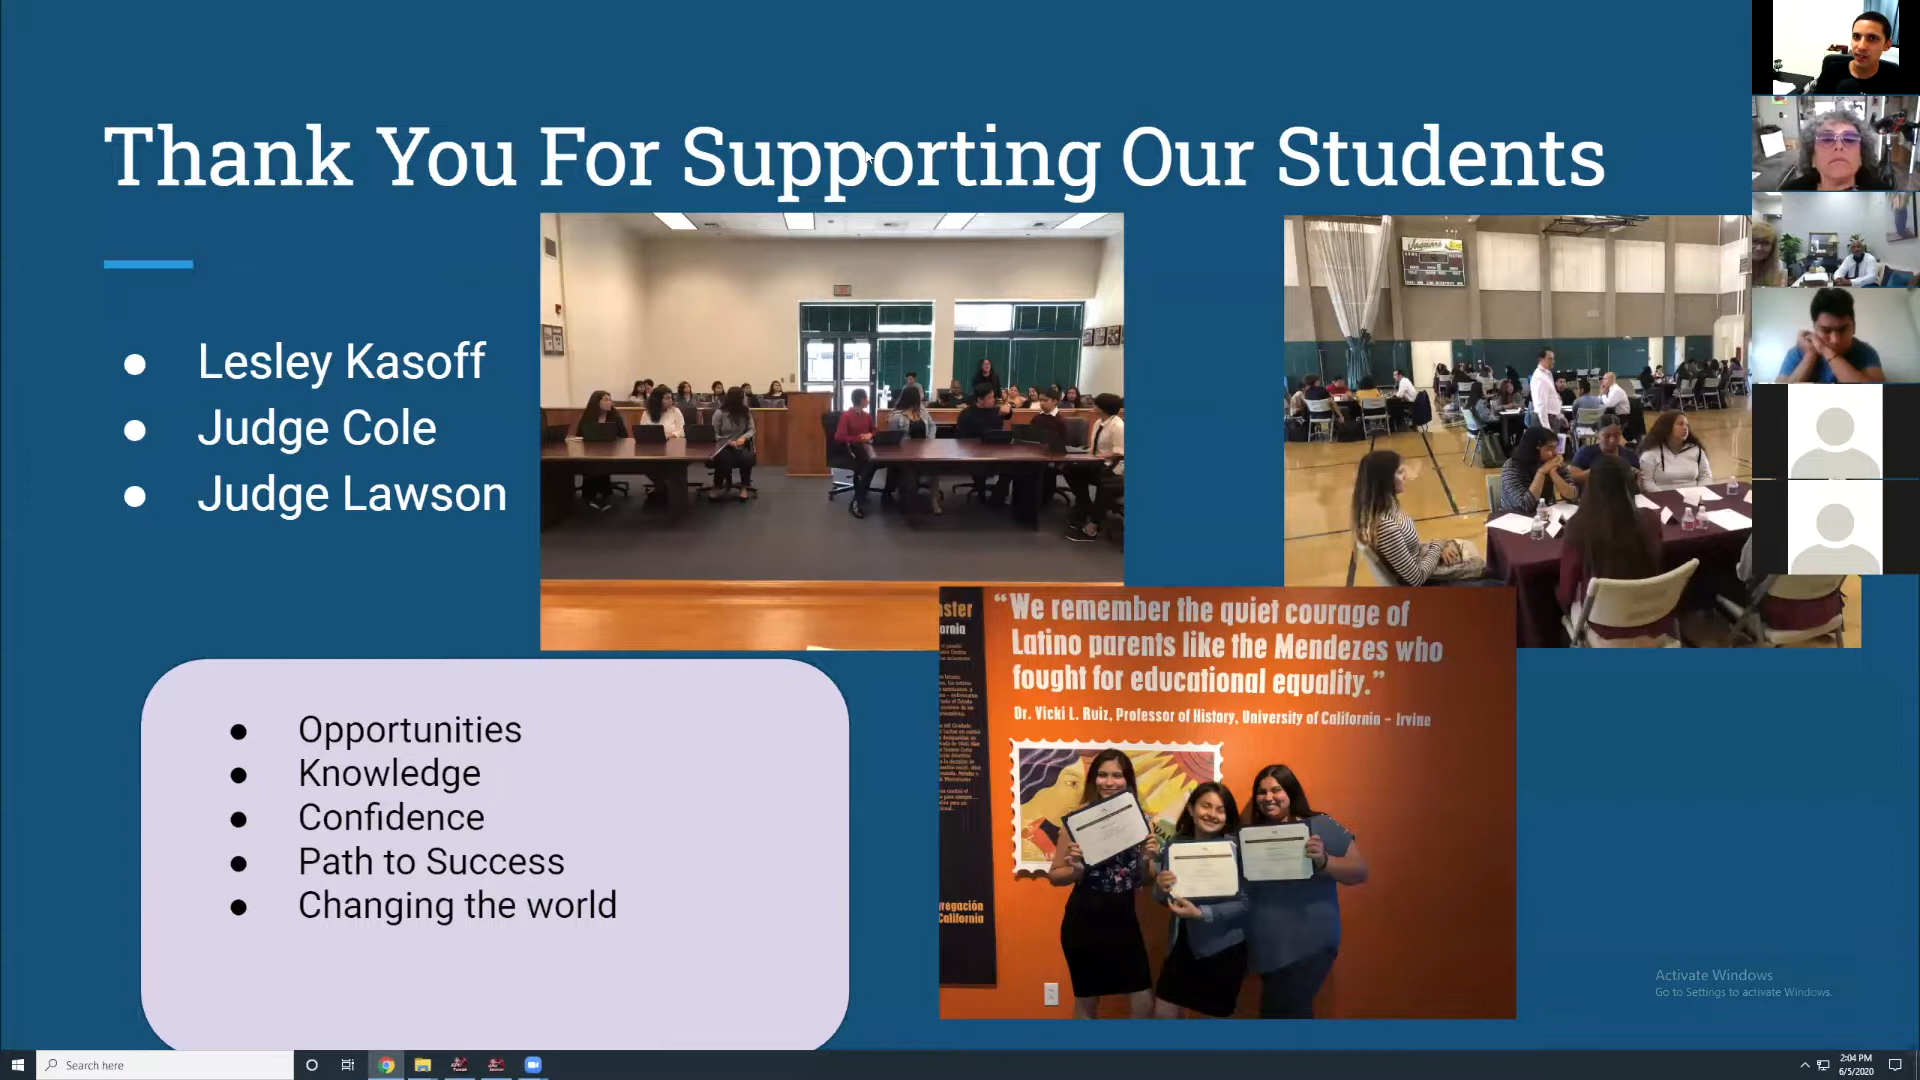 Thank You For Supporting Our Students
● Lesley Kasoff
● Judge Cole
● Judge Lawson
Jaguars
“We remember the quiet courage of
Latino parents like the Mendezes who
fought for educational equality.”
Dr. Vicki L. Ruiz, Professor of History, University of California – Irvine
● Opportunities
● Knowledge
● Confidence
● Path to Success
● Changing the world
regación
California
Activate Windows
Go to Settings to activate Windows.
Search here
2:04 PM
6/5/2020